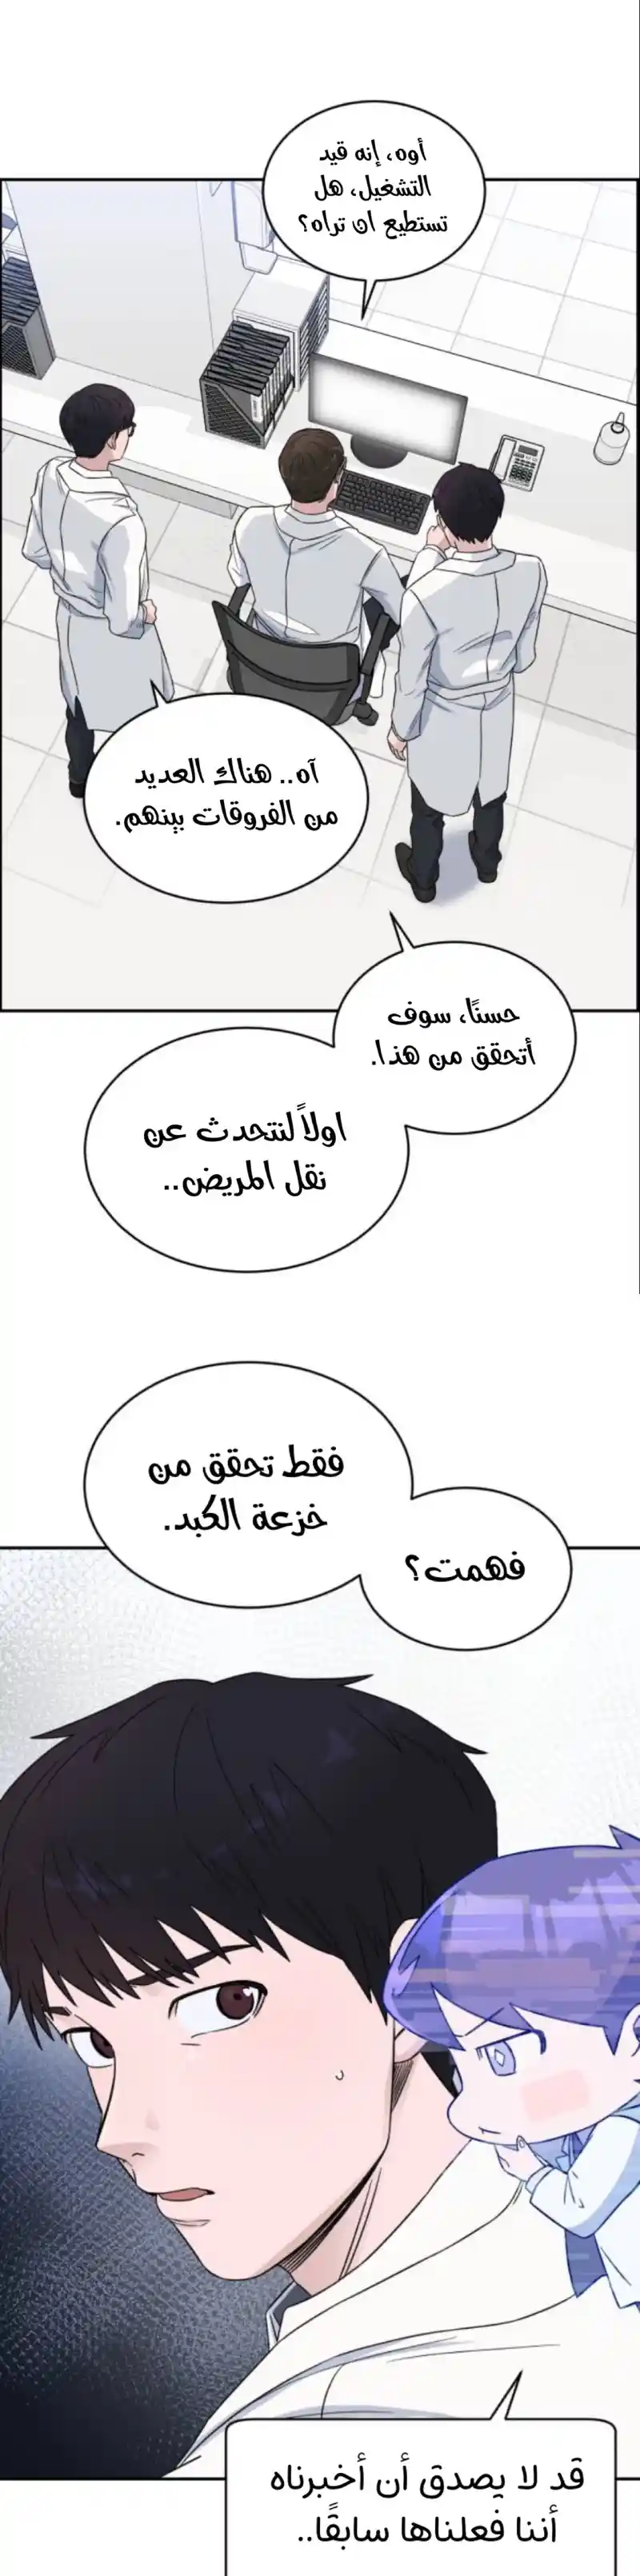 أوه، إنه قيد
التشغيل، هل
تستطيع ان تراه؟
آه.. هناك العديد
من الفروقات بينهم.
حسنًا، سوف
أتحقق من هذا.
اولاً لنتحدث عن
نقل المريض..
فقط تحقق من
خزعة الكبد.
فهمت؟
قد لا يصدق أن أخبرناه
أننا فعلناها سابقًا..